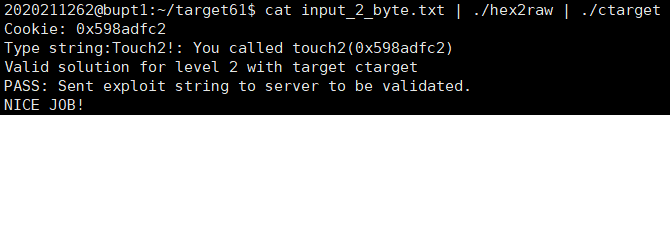 2020211262@bupt1:~/target61$ cat input_2_byte.txt | ./hex2raw | ./ctarget
Cookie: 0x598adfc2
Type string:Touch2!: You called touch2(0x598adfc2)
Valid solution for level 2 with target ctarget
PASS: Sent exploit string to server to be validated.
NICE JOB!